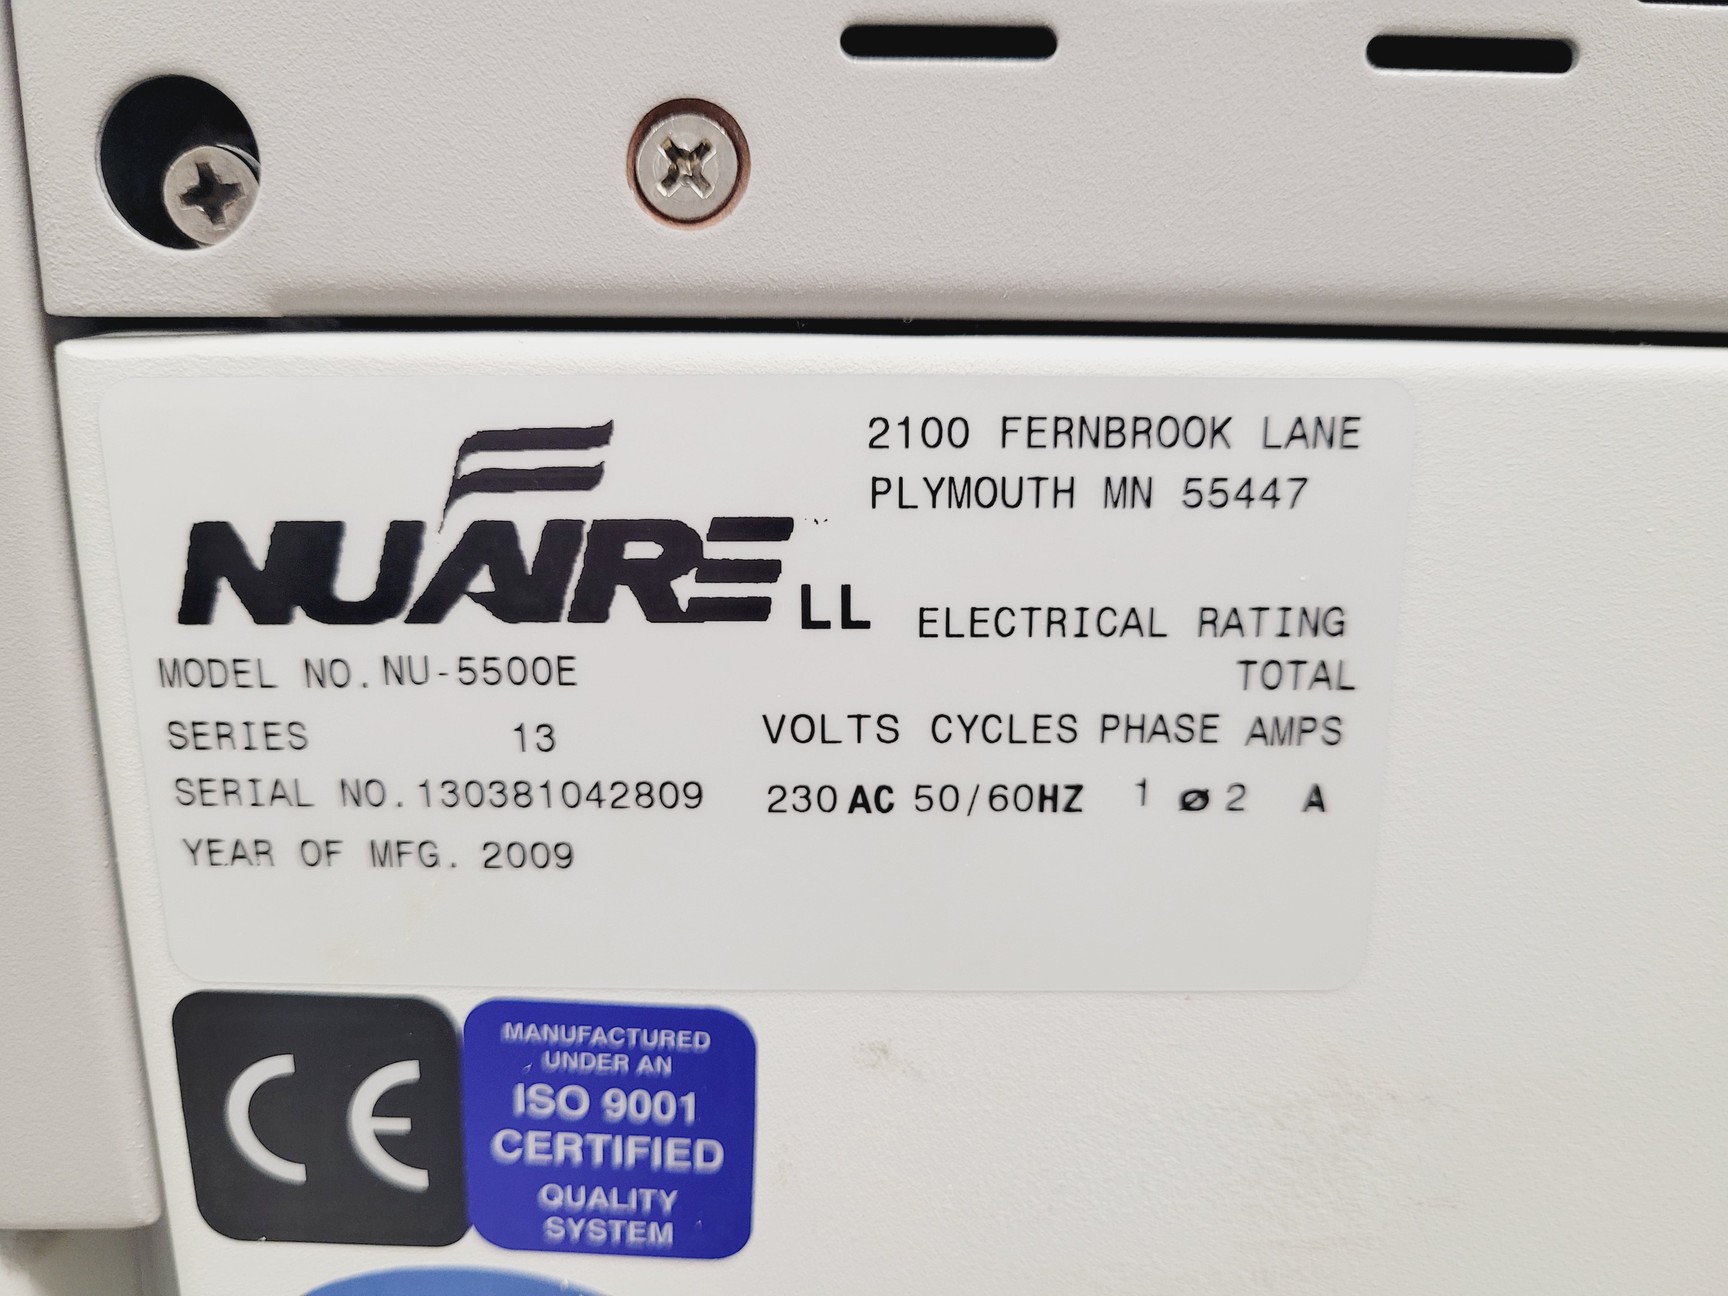 NUAIRE LL
2100 FERNBROOK LANE
PLYMOUTH MN 55447
MODEL NO. NU-5500E
SERIES 13
SERIAL NO. 130381042809
YEAR OF MFG. 2009
ELECTRICAL RATING
TOTAL
VOLTS CYCLES PHASE AMPS
230 AC 50/60HZ 1 ø 2 A
CE
MANUFACTURED
UNDER AN
ISO 9001
CERTIFIED
QUALITY
SYSTEM